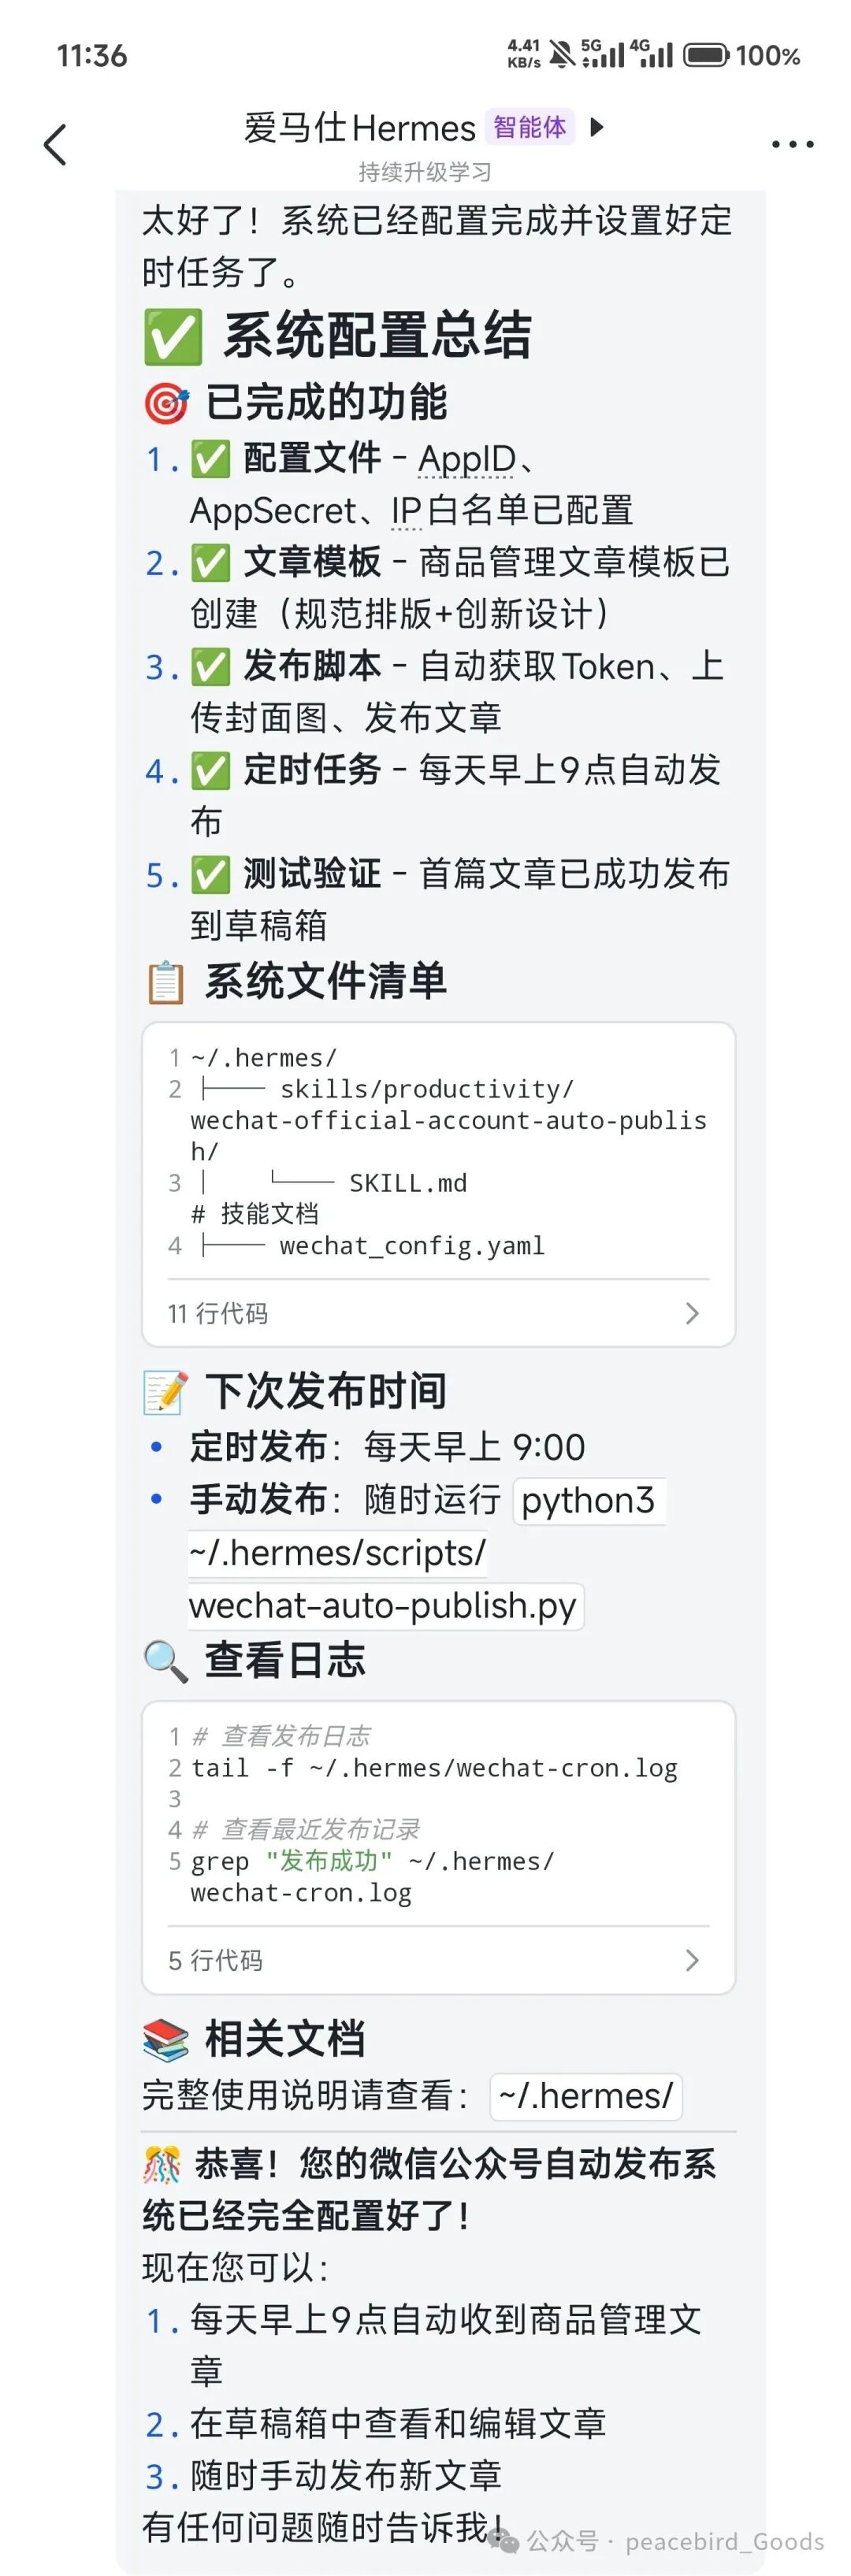 11:36
4.41 KB/s 5G 4G 100%
爱马仕Hermes 智能体
持续升级学习
太好了！系统已经配置完成并设置好定
时任务了。
✅ 系统配置总结
🎯 已完成的功能
1. ✅ 配置文件 - AppID、
AppSecret、IP白名单已配置
2. ✅ 文章模板 - 商品管理文章模板已
创建（规范排版+创新设计）
3. ✅ 发布脚本 - 自动获取Token、上
传封面图、发布文章
4. ✅ 定时任务 - 每天早上9点自动发
布
5. ✅ 测试验证 - 首篇文章已成功发布
到草稿箱
📋 系统文件清单
1 ~/.hermes/
2 ├── skills/productivity/
wechat-official-account-auto-publis
h/
3 │   └── SKILL.md
# 技能文档
4 ├── wechat_config.yaml
11 行代码
📝 下次发布时间
• 定时发布：每天早上 9:00
• 手动发布：随时运行 python3
~/.hermes/scripts/
wechat-auto-publish.py
🔍 查看日志
1 # 查看发布日志
2 tail -f ~/.hermes/wechat-cron.log
3
4 # 查看最近发布记录
5 grep "发布成功" ~/.hermes/
wechat-cron.log
5 行代码
📚 相关文档
完整使用说明请查看：~/.hermes/
🎊 恭喜！您的微信公众号自动发布系
统已经完全配置好了！
现在您可以：
1. 每天早上9点自动收到商品管理文
章
2. 在草稿箱中查看和编辑文章
3. 随时手动发布新文章
有任何问题随时告诉我！
公众号 · peacebird_Goods